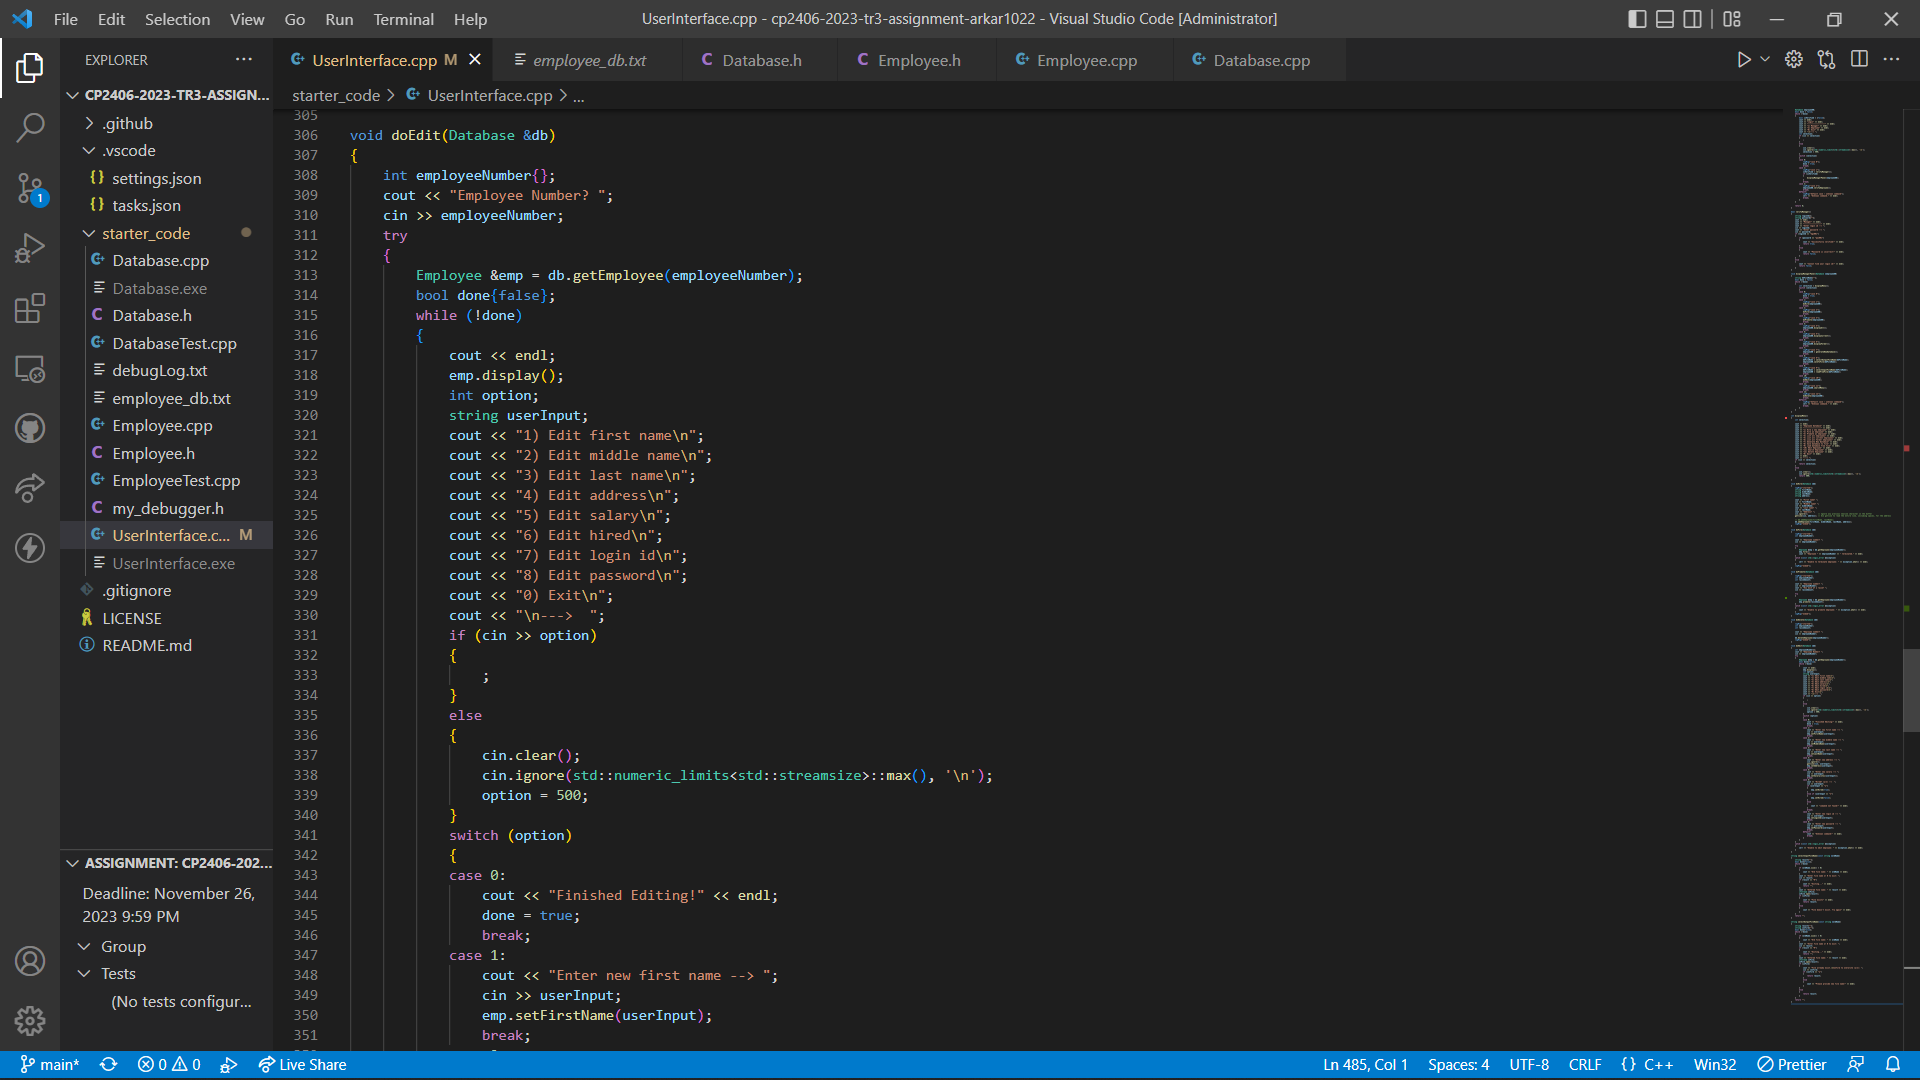 File Edit Selection View Go Run Terminal Help
UserInterface.cpp - cp2406-2023-tr3-assignment-arkar1022 - Visual Studio Code [Administrator]
EXPLORER
UserInterface.cpp M
employee_db.txt
Database.h
Employee.h
Employee.cpp
Database.cpp
CP2406-2023-TR3-ASSIGN...
.github
.vscode
settings.json
tasks.json
starter_code
Database.cpp
Database.exe
Database.h
DatabaseTest.cpp
debugLog.txt
employee_db.txt
Employee.cpp
Employee.h
EmployeeTest.cpp
my_debugger.h
UserInterface.c... M
UserInterface.exe
.gitignore
LICENSE
README.md
1
ASSIGNMENT: CP2406-202...
Deadline: November 26,
2023 9:59 PM
Group
Tests
(No tests configur...
starter_code > UserInterface.cpp > ...
305
306 void doEdit(Database &db)
307 {
308 int employeeNumber{};
309 cout << "Employee Number? ";
310 cin >> employeeNumber;
311 try
312 {
313 Employee &emp = db.getEmployee(employeeNumber);
314 bool done{false};
315 while (!done)
316 {
317 cout << endl;
318 emp.display();
319 int option;
320 string userInput;
321 cout << "1) Edit first name\n";
322 cout << "2) Edit middle name\n";
323 cout << "3) Edit last name\n";
324 cout << "4) Edit address\n";
325 cout << "5) Edit salary\n";
326 cout << "6) Edit hired\n";
327 cout << "7) Edit login id\n";
328 cout << "8) Edit password\n";
329 cout << "0) Exit\n";
330 cout << "\n---> ";
331 if (cin >> option)
332 {
333 ;
334 }
335 else
336 {
337 cin.clear();
338 cin.ignore(std::numeric_limits<std::streamsize>::max(), '\n');
339 option = 500;
340 }
341 switch (option)
342 {
343 case 0:
344 cout << "Finished Editing!" << endl;
345 done = true;
346 break;
347 case 1:
348 cout << "Enter new first name --> ";
349 cin >> userInput;
350 emp.setFirstName(userInput);
351 break;
main* 0 0 Live Share
Ln 485, Col 1 Spaces: 4 UTF-8 CRLF {} C++ Win32 Prettier